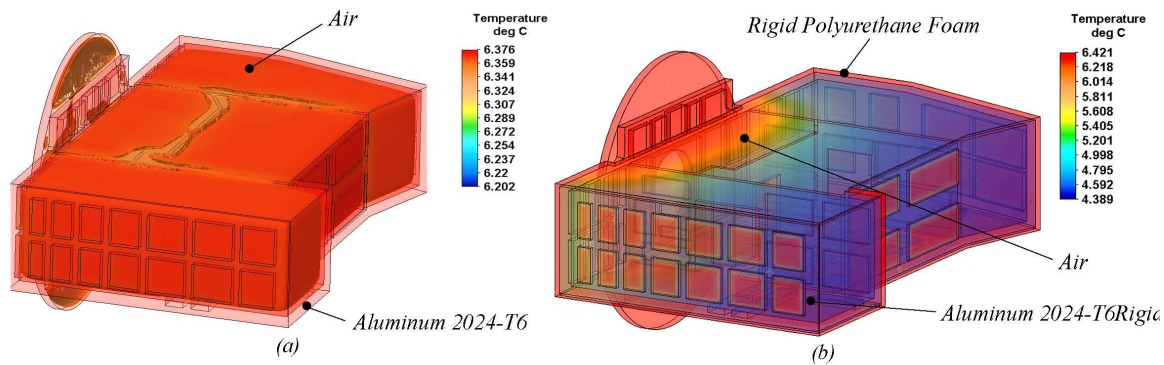 Temperature
deg C
6.376
6.359
6.341
6.324
6.307
6.289
6.272
6.254
6.237
6.22
6.202
Air
Aluminum 2024-T6
(a)
Rigid Polyurethane Foam
Temperature
deg C
6.421
6.218
6.014
5.811
5.608
5.405
5.201
4.998
4.795
4.592
4.389
Air
Aluminum 2024-T6Rigid
(b)